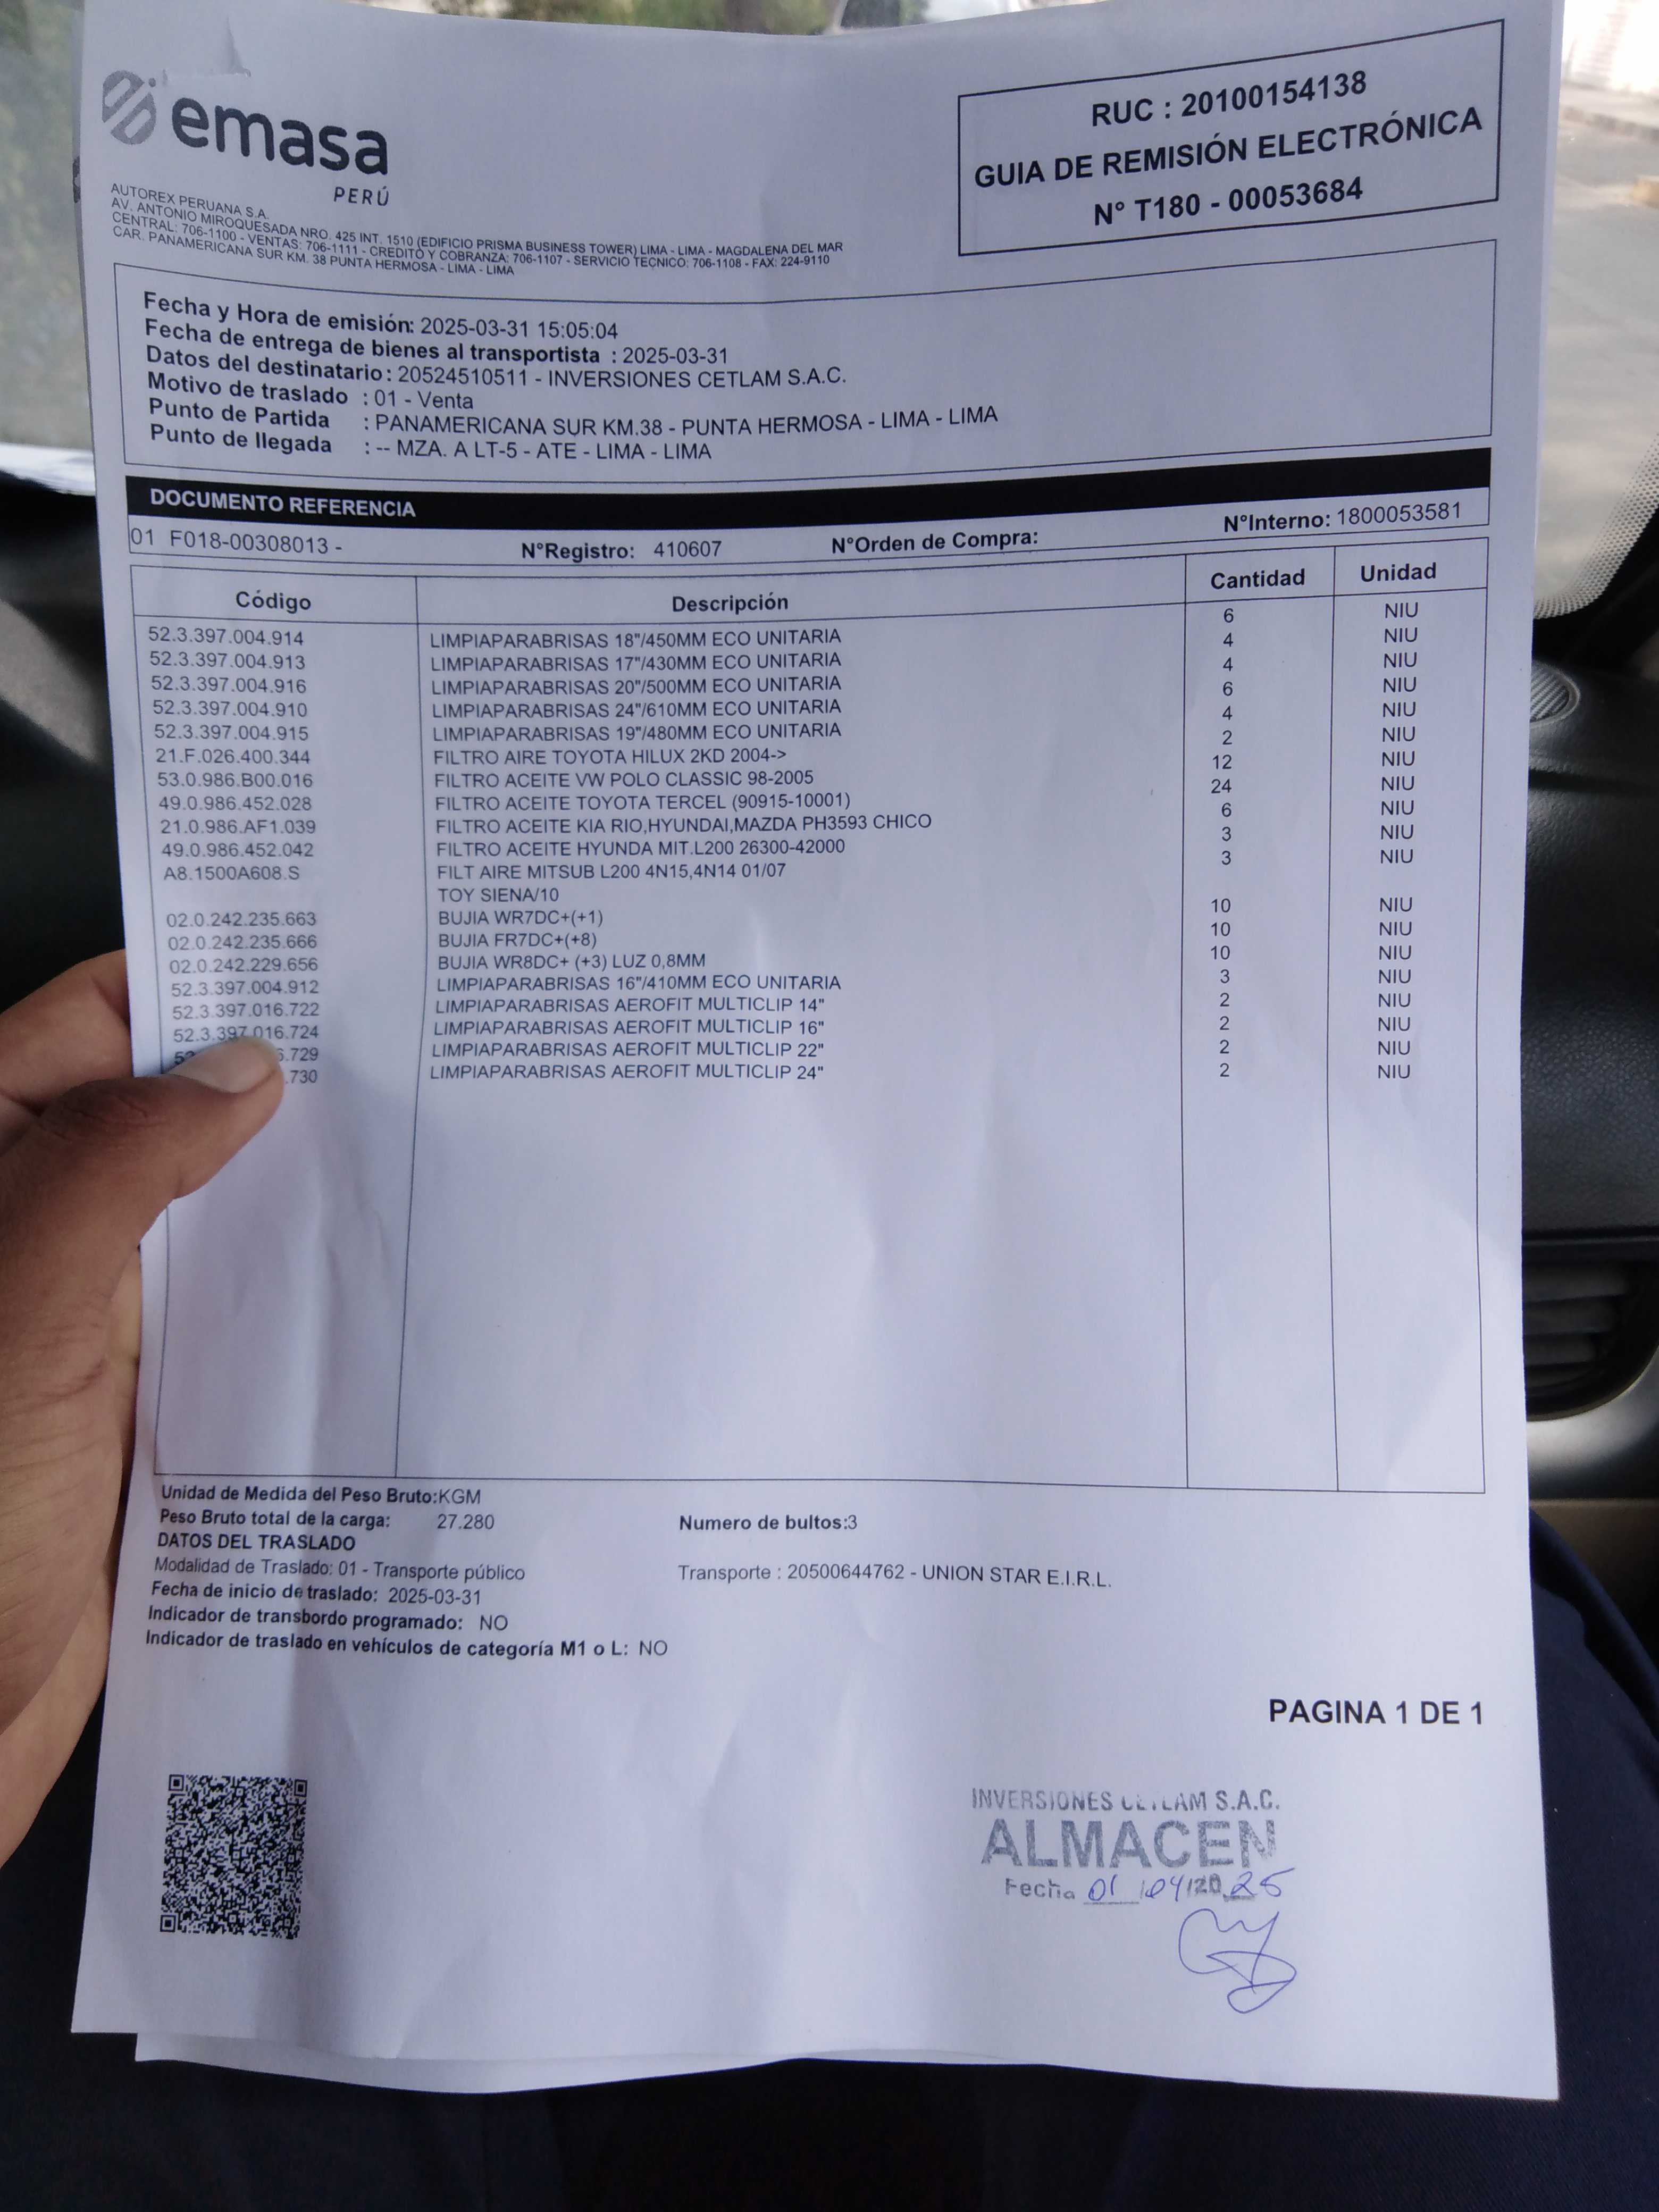 emasa
PERÚ
AUTOREX PERUANA S.A.
AV. ANTONIO MIROQUESADA NRO. 425 INT. 1510 (EDIFICIO PRISMA BUSINESS TOWER) LIMA - LIMA - MAGDALENA DEL MAR
CENTRAL: 706-1100 - VENTAS: 706-1111 - CREDITO Y COBRANZA: 706-1107 - SERVICIO TECNICO: 706-1108 - FAX: 224-9110
CAR. PANAMERICANA SUR KM. 38 PUNTA HERMOSA - LIMA - LIMA
RUC : 20100154138
GUIA DE REMISIÓN ELECTRÓNICA
N° T180 - 00053684
Fecha y Hora de emisión: 2025-03-31 15:05:04
Fecha de entrega de bienes al transportista : 2025-03-31
Datos del destinatario : 20524510511 - INVERSIONES CETLAM S.A.C.
Motivo de traslado : 01 - Venta
Punto de Partida : PANAMERICANA SUR KM.38 - PUNTA HERMOSA - LIMA - LIMA
Punto de llegada : -- MZA. A LT-5 - ATE - LIMA - LIMA
DOCUMENTO REFERENCIA
01 F018-00308013 - N°Registro: 410607 N°Orden de Compra: N°Interno: 1800053581
Código Descripción Cantidad Unidad
52.3.397.004.914 LIMPIAPARABRISAS 18"/450MM ECO UNITARIA 6 NIU
52.3.397.004.913 LIMPIAPARABRISAS 17"/430MM ECO UNITARIA 4 NIU
52.3.397.004.916 LIMPIAPARABRISAS 20"/500MM ECO UNITARIA 4 NIU
52.3.397.004.910 LIMPIAPARABRISAS 24"/610MM ECO UNITARIA 6 NIU
52.3.397.004.915 LIMPIAPARABRISAS 19"/480MM ECO UNITARIA 4 NIU
21.F.026.400.344 FILTRO AIRE TOYOTA HILUX 2KD 2004-> 2 NIU
53.0.986.B00.016 FILTRO ACEITE VW POLO CLASSIC 98-2005 12 NIU
49.0.986.452.028 FILTRO ACEITE TOYOTA TERCEL (90915-10001) 24 NIU
21.0.986.AF1.039 FILTRO ACEITE KIA RIO,HYUNDAI,MAZDA PH3593 CHICO 6 NIU
49.0.986.452.042 FILTRO ACEITE HYUNDA MIT.L200 26300-42000 3 NIU
A8.1500A608.S FILT AIRE MITSUB L200 4N15,4N14 01/07 3 NIU
TOY SIENA/10
02.0.242.235.663 BUJIA WR7DC+(+1) 10 NIU
02.0.242.235.666 BUJIA FR7DC+(+8) 10 NIU
02.0.242.229.656 BUJIA WR8DC+ (+3) LUZ 0,8MM 10 NIU
52.3.397.004.912 LIMPIAPARABRISAS 16"/410MM ECO UNITARIA 3 NIU
52.3.397.016.722 LIMPIAPARABRISAS AEROFIT MULTICLIP 14" 2 NIU
52.3.397.016.724 LIMPIAPARABRISAS AEROFIT MULTICLIP 16" 2 NIU
.729 LIMPIAPARABRISAS AEROFIT MULTICLIP 22" 2 NIU
.730 LIMPIAPARABRISAS AEROFIT MULTICLIP 24" 2 NIU
Unidad de Medida del Peso Bruto:KGM
Peso Bruto total de la carga: 27.280 Numero de bultos:3
DATOS DEL TRASLADO
Modalidad de Traslado: 01 - Transporte público Transporte : 20500644762 - UNION STAR E.I.R.L.
Fecha de inicio de traslado: 2025-03-31
Indicador de transbordo programado: NO
Indicador de traslado en vehículos de categoría M1 o L: NO
PAGINA 1 DE 1
INVERSIONES CETLAM S.A.C.
ALMACEN
Fecha 01/04/2025